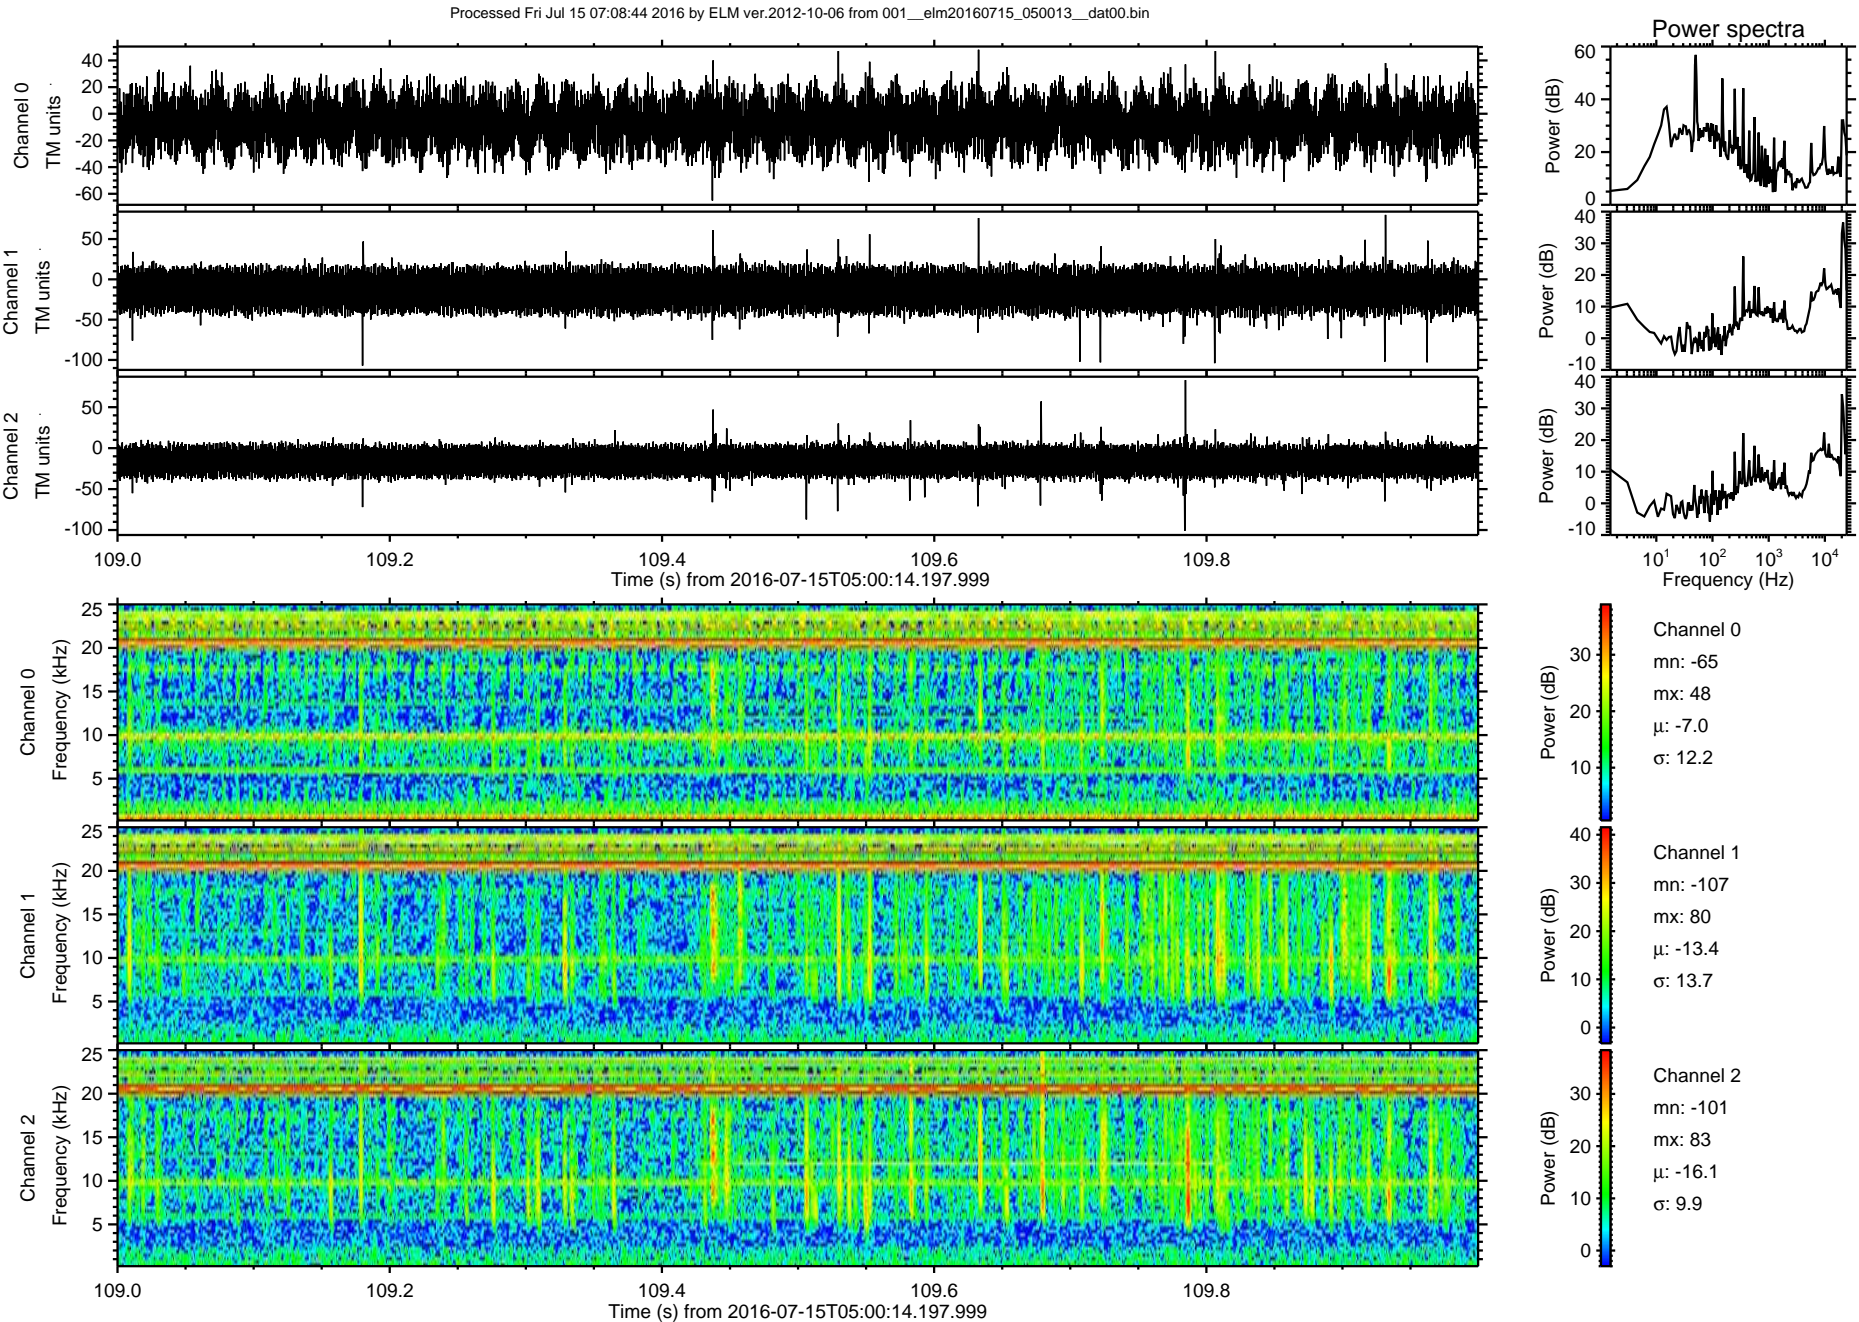 Processed Fri Jul 15 07:08:44 2016 by ELM ver.2012-10-06 from 001__elm20160715_050013__dat00.bin
Power spectra
Channel 0
TM units
40
20
0
-20
-40
-60
Power (dB)
60
40
20
0
Channel 1
TM units
50
0
-50
-100
Power (dB)
40
30
20
10
0
-10
Channel 2
TM units
50
0
-50
-100
Power (dB)
40
30
20
10
0
-10
109.0 109.2 109.4 109.6 109.8
Time (s) from 2016-07-15T05:00:14.197.999
10^1 10^2 10^3 10^4
Frequency (Hz)
Channel 0
Frequency (kHz)
25
20
15
10
5
Power (dB)
30
20
10
Channel 0
mn: -65
mx: 48
μ: -7.0
σ: 12.2
Channel 1
Frequency (kHz)
25
20
15
10
5
Power (dB)
40
30
20
10
0
Channel 1
mn: -107
mx: 80
μ: -13.4
σ: 13.7
Channel 2
Frequency (kHz)
25
20
15
10
5
Power (dB)
30
20
10
0
Channel 2
mn: -101
mx: 83
μ: -16.1
σ: 9.9
109.0 109.2 109.4 109.6 109.8
Time (s) from 2016-07-15T05:00:14.197.999